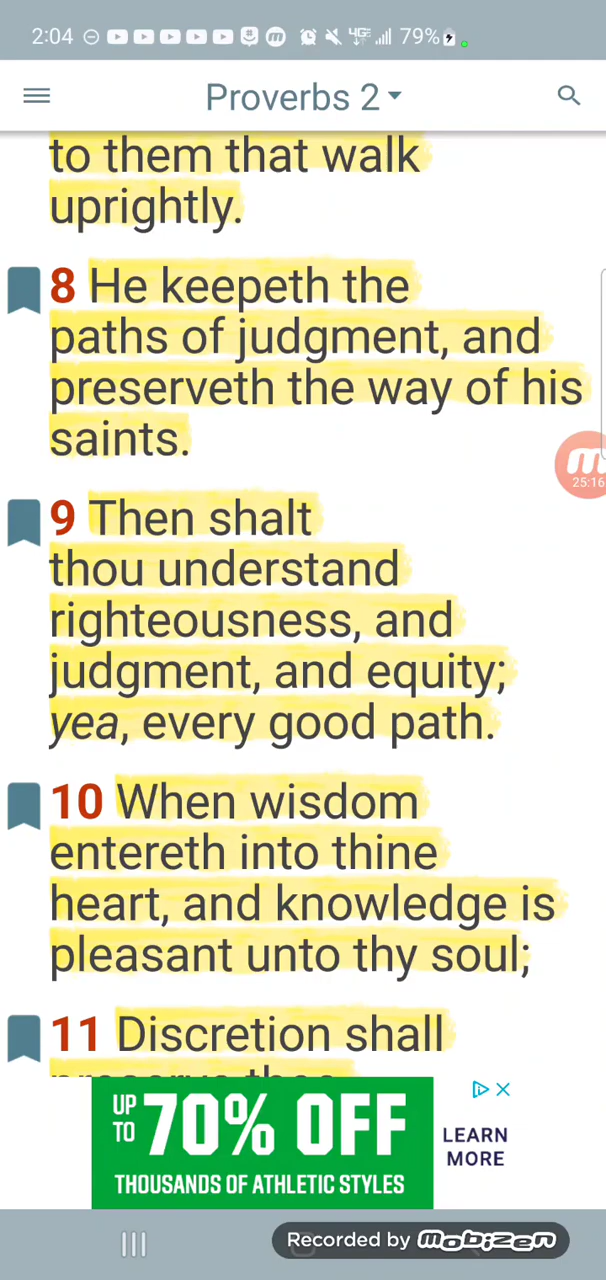 2:04 79%
Proverbs 2
to them that walk
uprightly.
8 He keepeth the
paths of judgment, and
preserveth the way of his
saints.
25:16
9 Then shalt
thou understand
righteousness, and
judgment, and equity;
yea, every good path.
10 When wisdom
entereth into thine
heart, and knowledge is
pleasant unto thy soul;
11 Discretion shall
UP TO 70% OFF
THOUSANDS OF ATHLETIC STYLES
LEARN
MORE
Recorded by mobizen